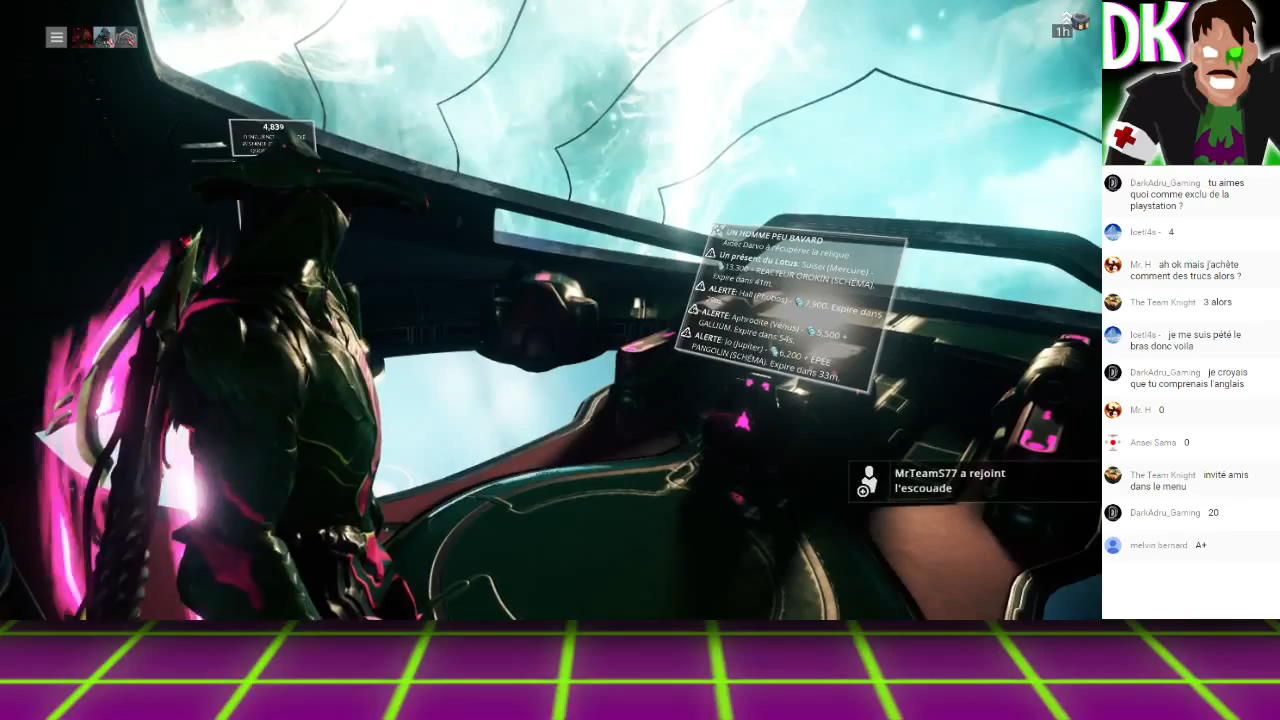 1h
4,839
UN HOMME PEU BAVARD
Aider Darvo à récupérer la relique
Un présent du Lotus: Suisei (Mercure) -
13,300 + REACTEUR OROKIN (SCHÉMA).
Expire dans 41m.
ALERTE: Hall (Phobos) - 7,900. Expire dans
ALERTE: Aphrodite (Vénus) - 5,500 +
GALLIUM. Expire dans 54s.
ALERTE: Io (Jupiter) - 6,200 + ÉPÉE
PANGOLIN (SCHÉMA). Expire dans 33m.
MrTeamS77 a rejoint
l'escouade
DK
DarkAdru_Gaming tu aimes
quoi comme exclu de la
playstation ?
Icetl4s - 4
Mr. H ah ok mais j'achète
comment des trucs alors ?
The Team Knight 3 alors
Icetl4s - je me suis pété le
bras donc voila
DarkAdru_Gaming je croyais
que tu comprenais l'anglais
Mr. H 0
Ansei Sama 0
The Team Knight invité amis
dans le menu
DarkAdru_Gaming 20
melvin bernard A+